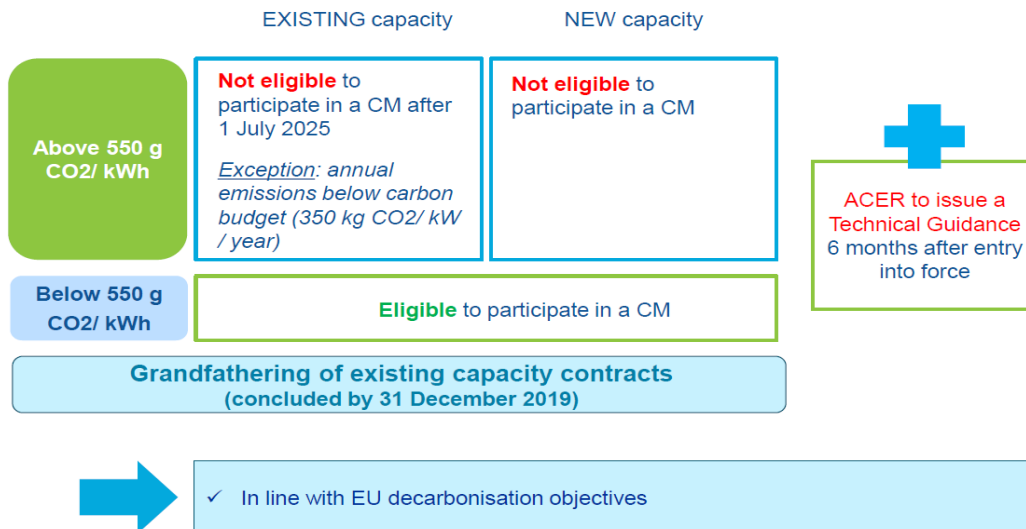 EXISTING capacity
NEW capacity
Above 550 g
CO2/ kWh
Not eligible to
participate in a CM after
1 July 2025
Exception: annual
emissions below carbon
budget (350 kg CO2/ kW
/ year)
Not eligible to
participate in a CM
ACER to issue a
Technical Guidance
6 months after entry
into force
Below 550 g
CO2/ kWh
Eligible to participate in a CM
Grandfathering of existing capacity contracts
(concluded by 31 December 2019)
✓ In line with EU decarbonisation objectives